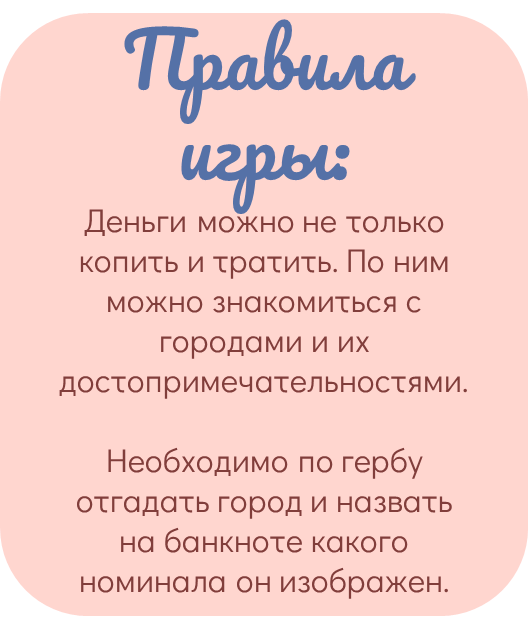 Правила
игры:
Деньги можно не только
копить и тратить. По ним
можно знакомиться с
городами и их
достопримечательностями.
Необходимо по гербу
отгадать город и назвать
на банкноте какого
номинала он изображен.